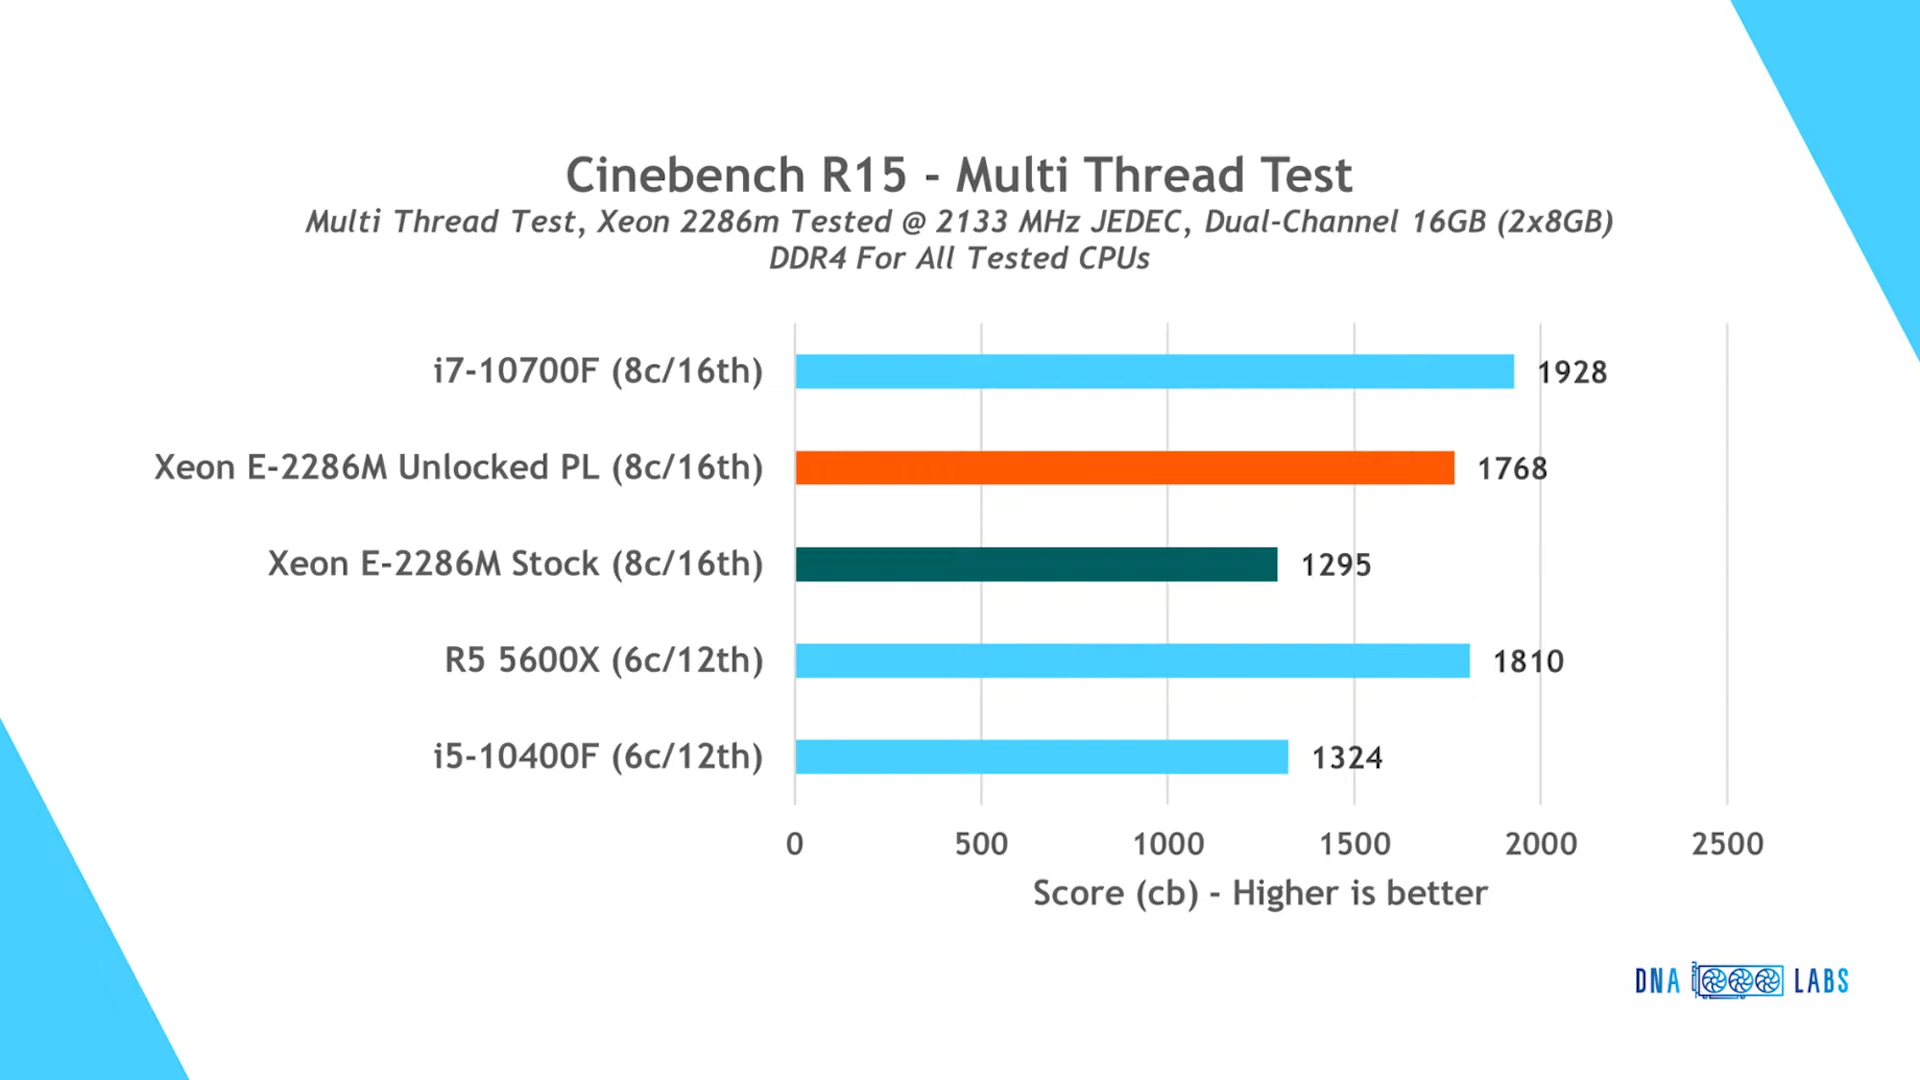 Cinebench R15 - Multi Thread Test
Multi Thread Test, Xeon 2286m Tested @ 2133 MHz JEDEC, Dual-Channel 16GB (2x8GB)
DDR4 For All Tested CPUs
i7-10700F (8c/16th) 1928
Xeon E-2286M Unlocked PL (8c/16th) 1768
Xeon E-2286M Stock (8c/16th) 1295
R5 5600X (6c/12th) 1810
i5-10400F (6c/12th) 1324
0 500 1000 1500 2000 2500
Score (cb) - Higher is better
DNA LABS